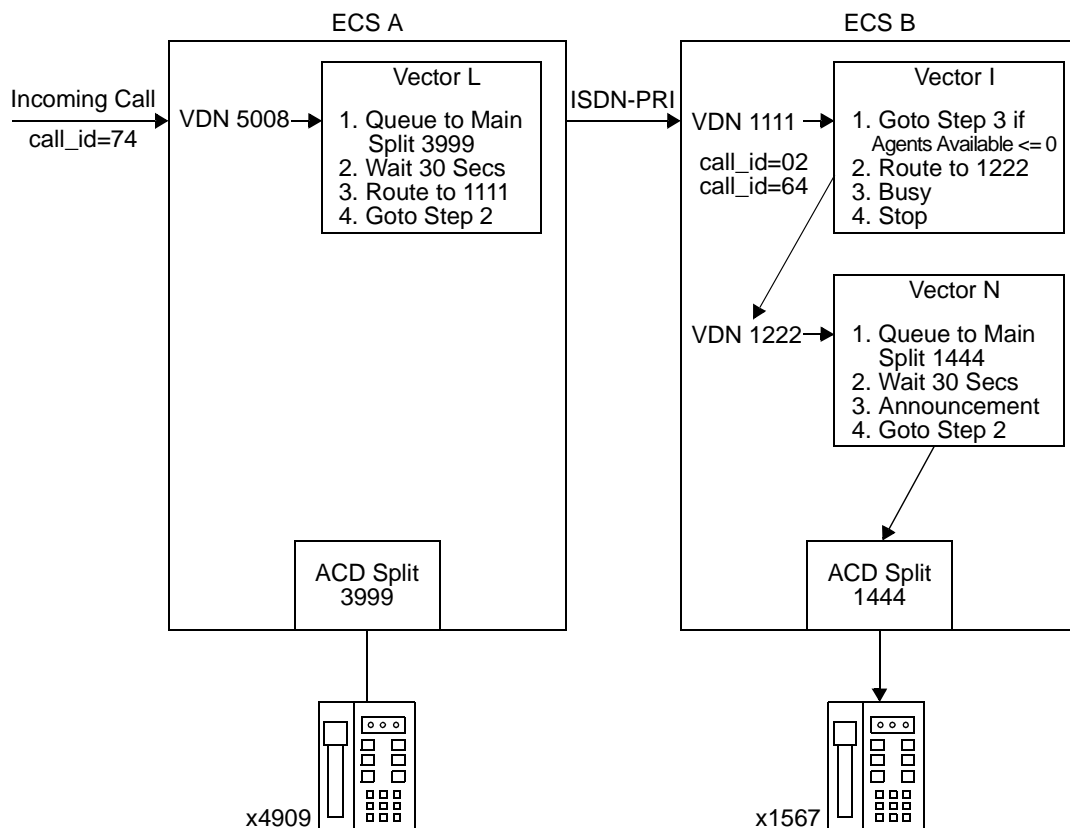 ECS A
ECS B
Incoming Call
call_id=74
VDN 5008
Vector L
1. Queue to Main
Split 3999
2. Wait 30 Secs
3. Route to 1111
4. Goto Step 2
ISDN-PRI
VDN 1111
call_id=02
call_id=64
Vector I
1. Goto Step 3 if
Agents Available <= 0
2. Route to 1222
3. Busy
4. Stop
VDN 1222
Vector N
1. Queue to Main
Split 1444
2. Wait 30 Secs
3. Announcement
4. Goto Step 2
ACD Split
3999
ACD Split
1444
x4909
x1567